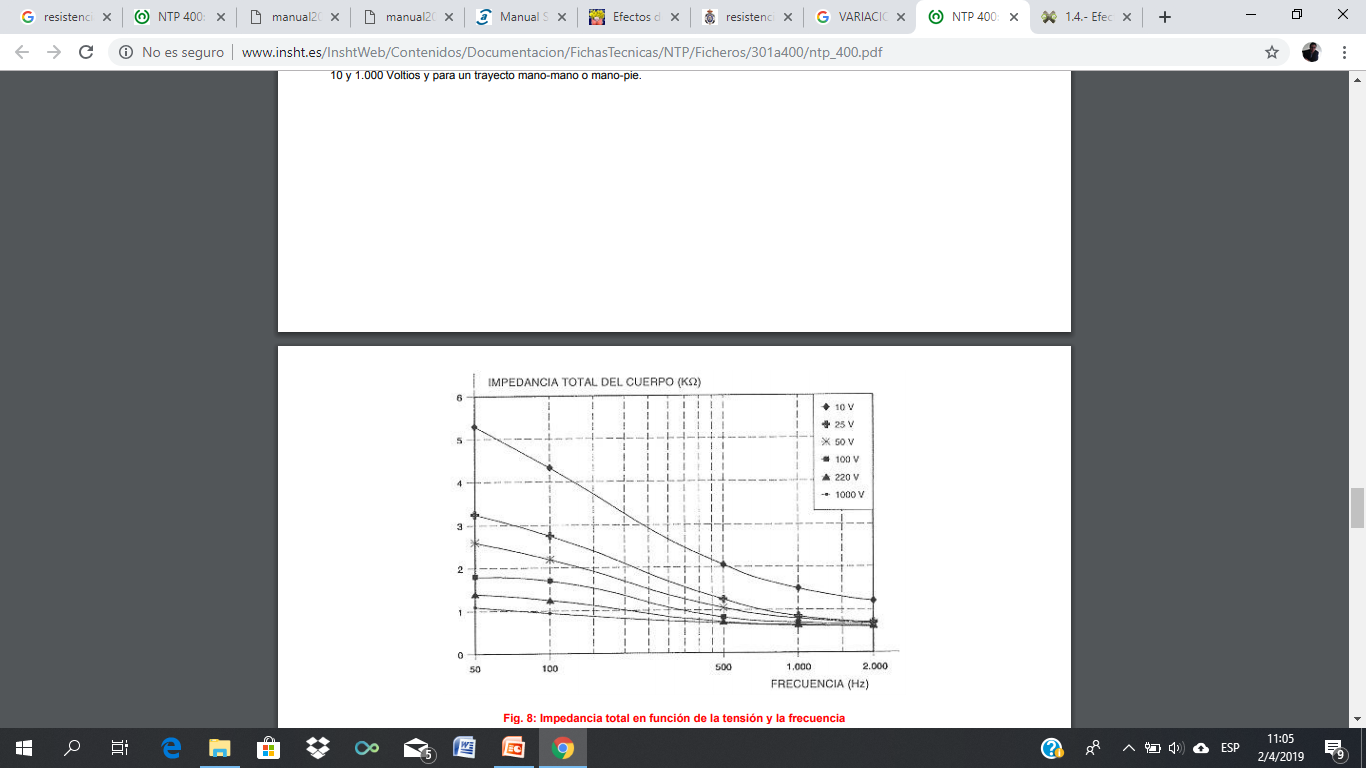 resistenc
NTP 400:
manual20
manual20
Manual S
Efectos d
resistenc
VARIACIO
NTP 400:
1.4.- Efec
No es seguro
www.insht.es/InshtWeb/Contenidos/Documentacion/FichasTecnicas/NTP/Ficheros/301a400/ntp_400.pdf
10 y 1.000 Voltios y para un trayecto mano-mano o mano-pie.
IMPEDANCIA TOTAL DEL CUERPO (KΩ)
6
5
4
3
2
1
0
10 V
25 V
50 V
100 V
220 V
1000 V
50
100
500
1.000
2.000
FRECUENCIA (Hz)
Fig. 8: Impedancia total en función de la tensión y la frecuencia
5
ESP
11:05
2/4/2019
9